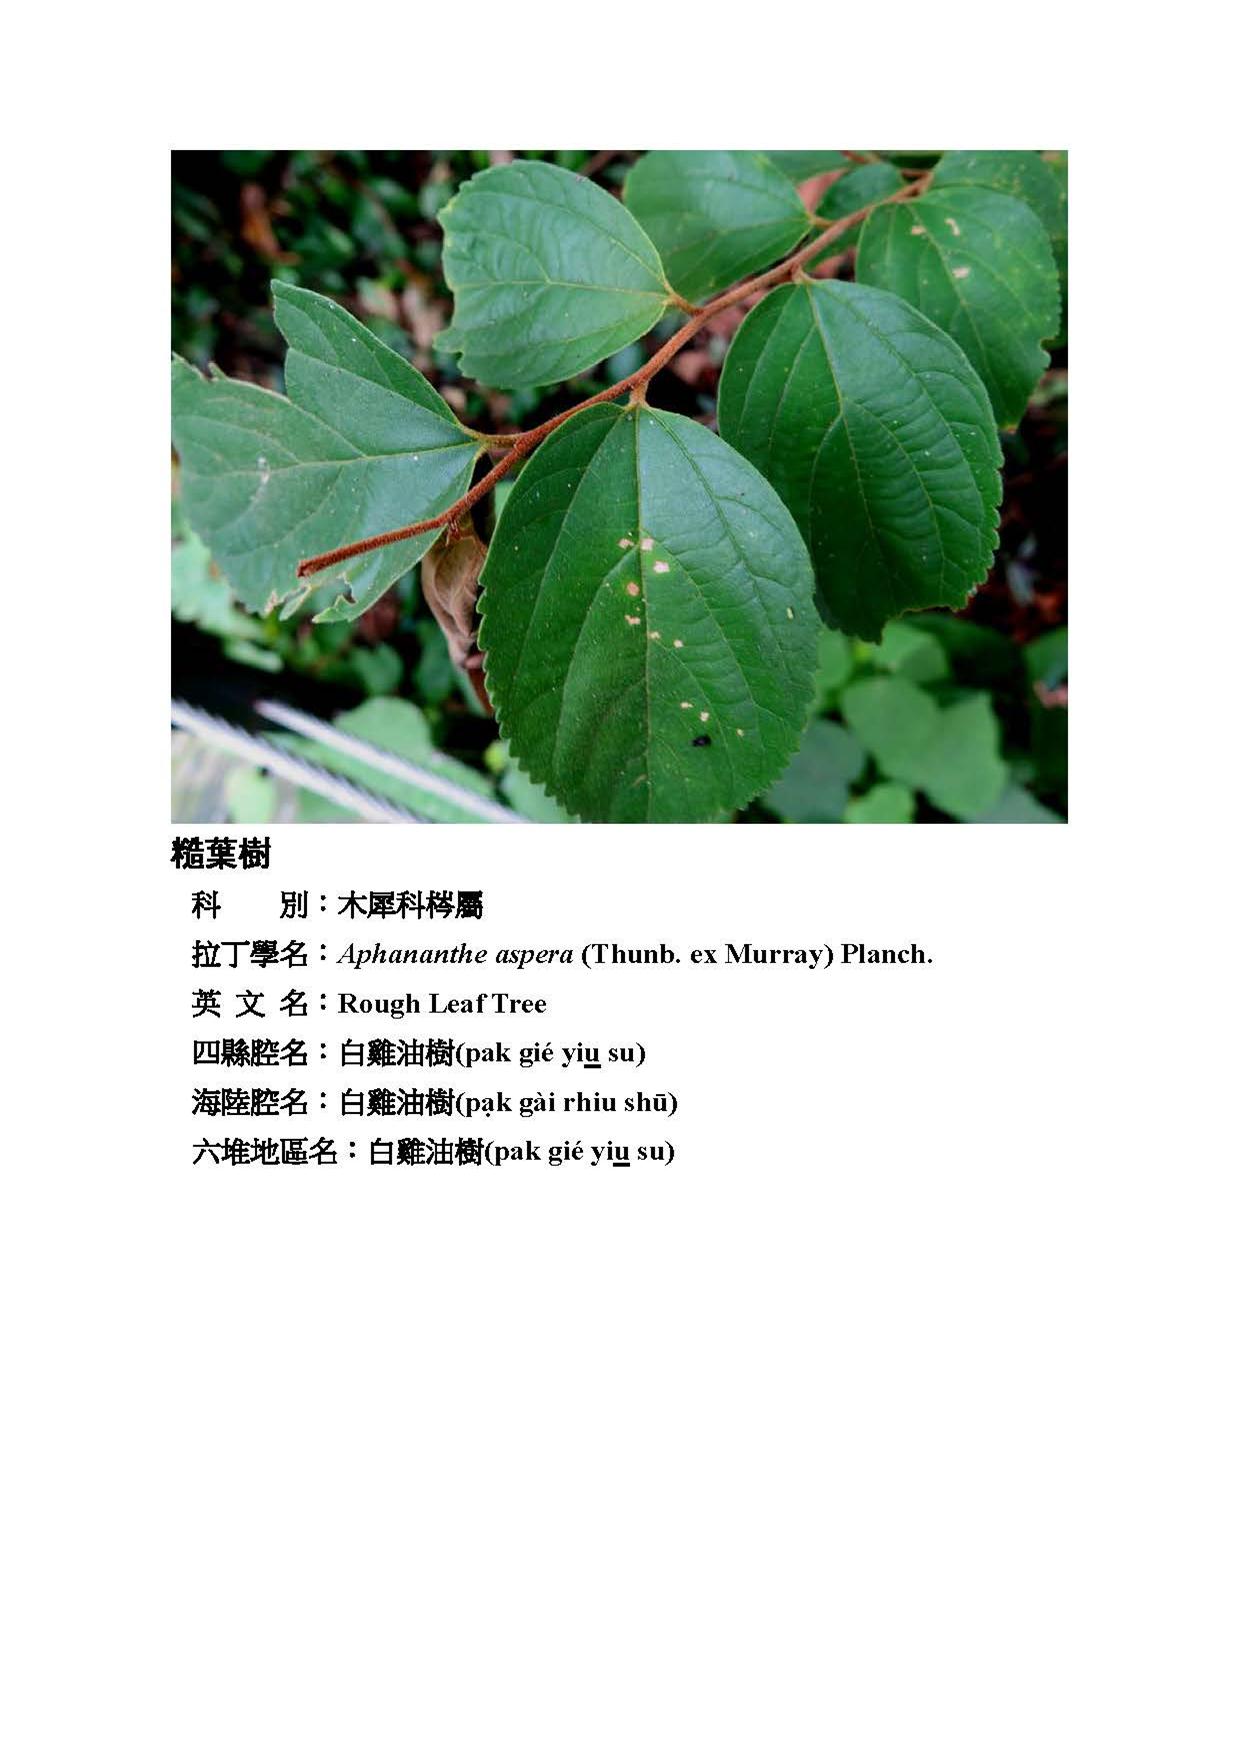 糙葉樹
科　　別：木犀科梣屬
拉丁學名：Aphananthe aspera (Thunb. ex Murray) Planch.
英 文 名：Rough Leaf Tree
四縣腔名：白雞油樹(pak gié yiu su)
海陸腔名：白雞油樹(pa̠k gài rhiu shū)
六堆地區名：白雞油樹(pak gié yiu su)